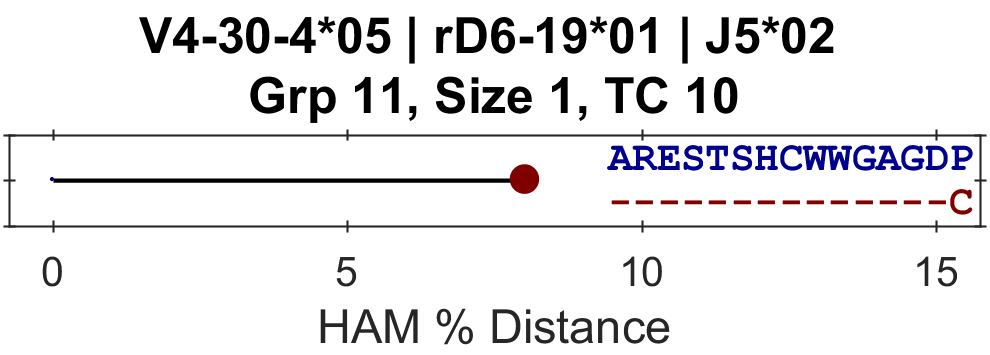 V4-30-4*05 | rD6-19*01 | J5*02
Grp 11, Size 1, TC 10
ARESTSHCWWGAGDP
--------------C
0 5 10 15
HAM % Distance